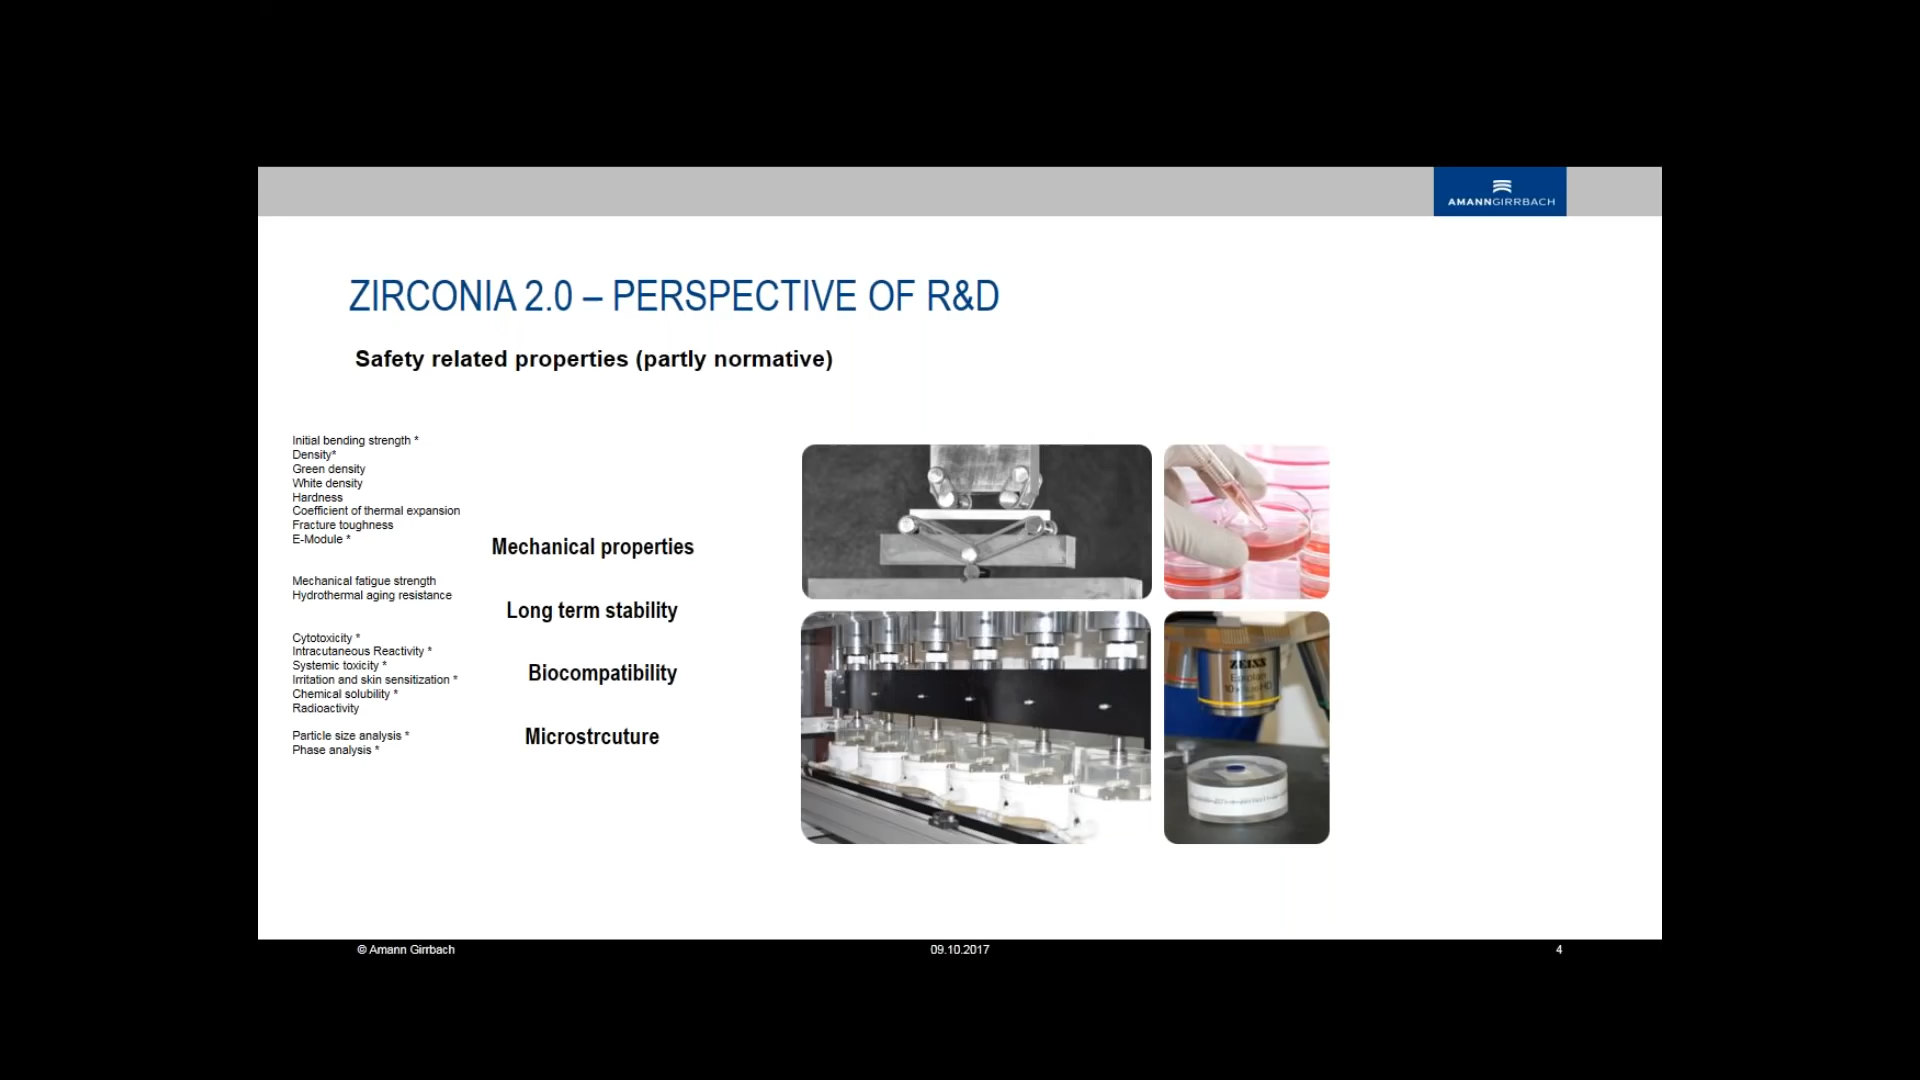 AMANNGIRRBACH
ZIRCONIA 2.0 – PERSPECTIVE OF R&D
Safety related properties (partly normative)
Initial bending strength *
Density*
Green density
White density
Hardness
Coefficient of thermal expansion
Fracture toughness
E-Module *
Mechanical properties
Mechanical fatigue strength
Hydrothermal aging resistance
Long term stability
Cytotoxicity *
Intracutaneous Reactivity *
Systemic toxicity *
Irritation and skin sensitization *
Chemical solubility *
Radioactivity
Biocompatibility
Particle size analysis *
Phase analysis *
Microstrcuture
ZEISS
© Amann Girrbach
09.10.2017
4